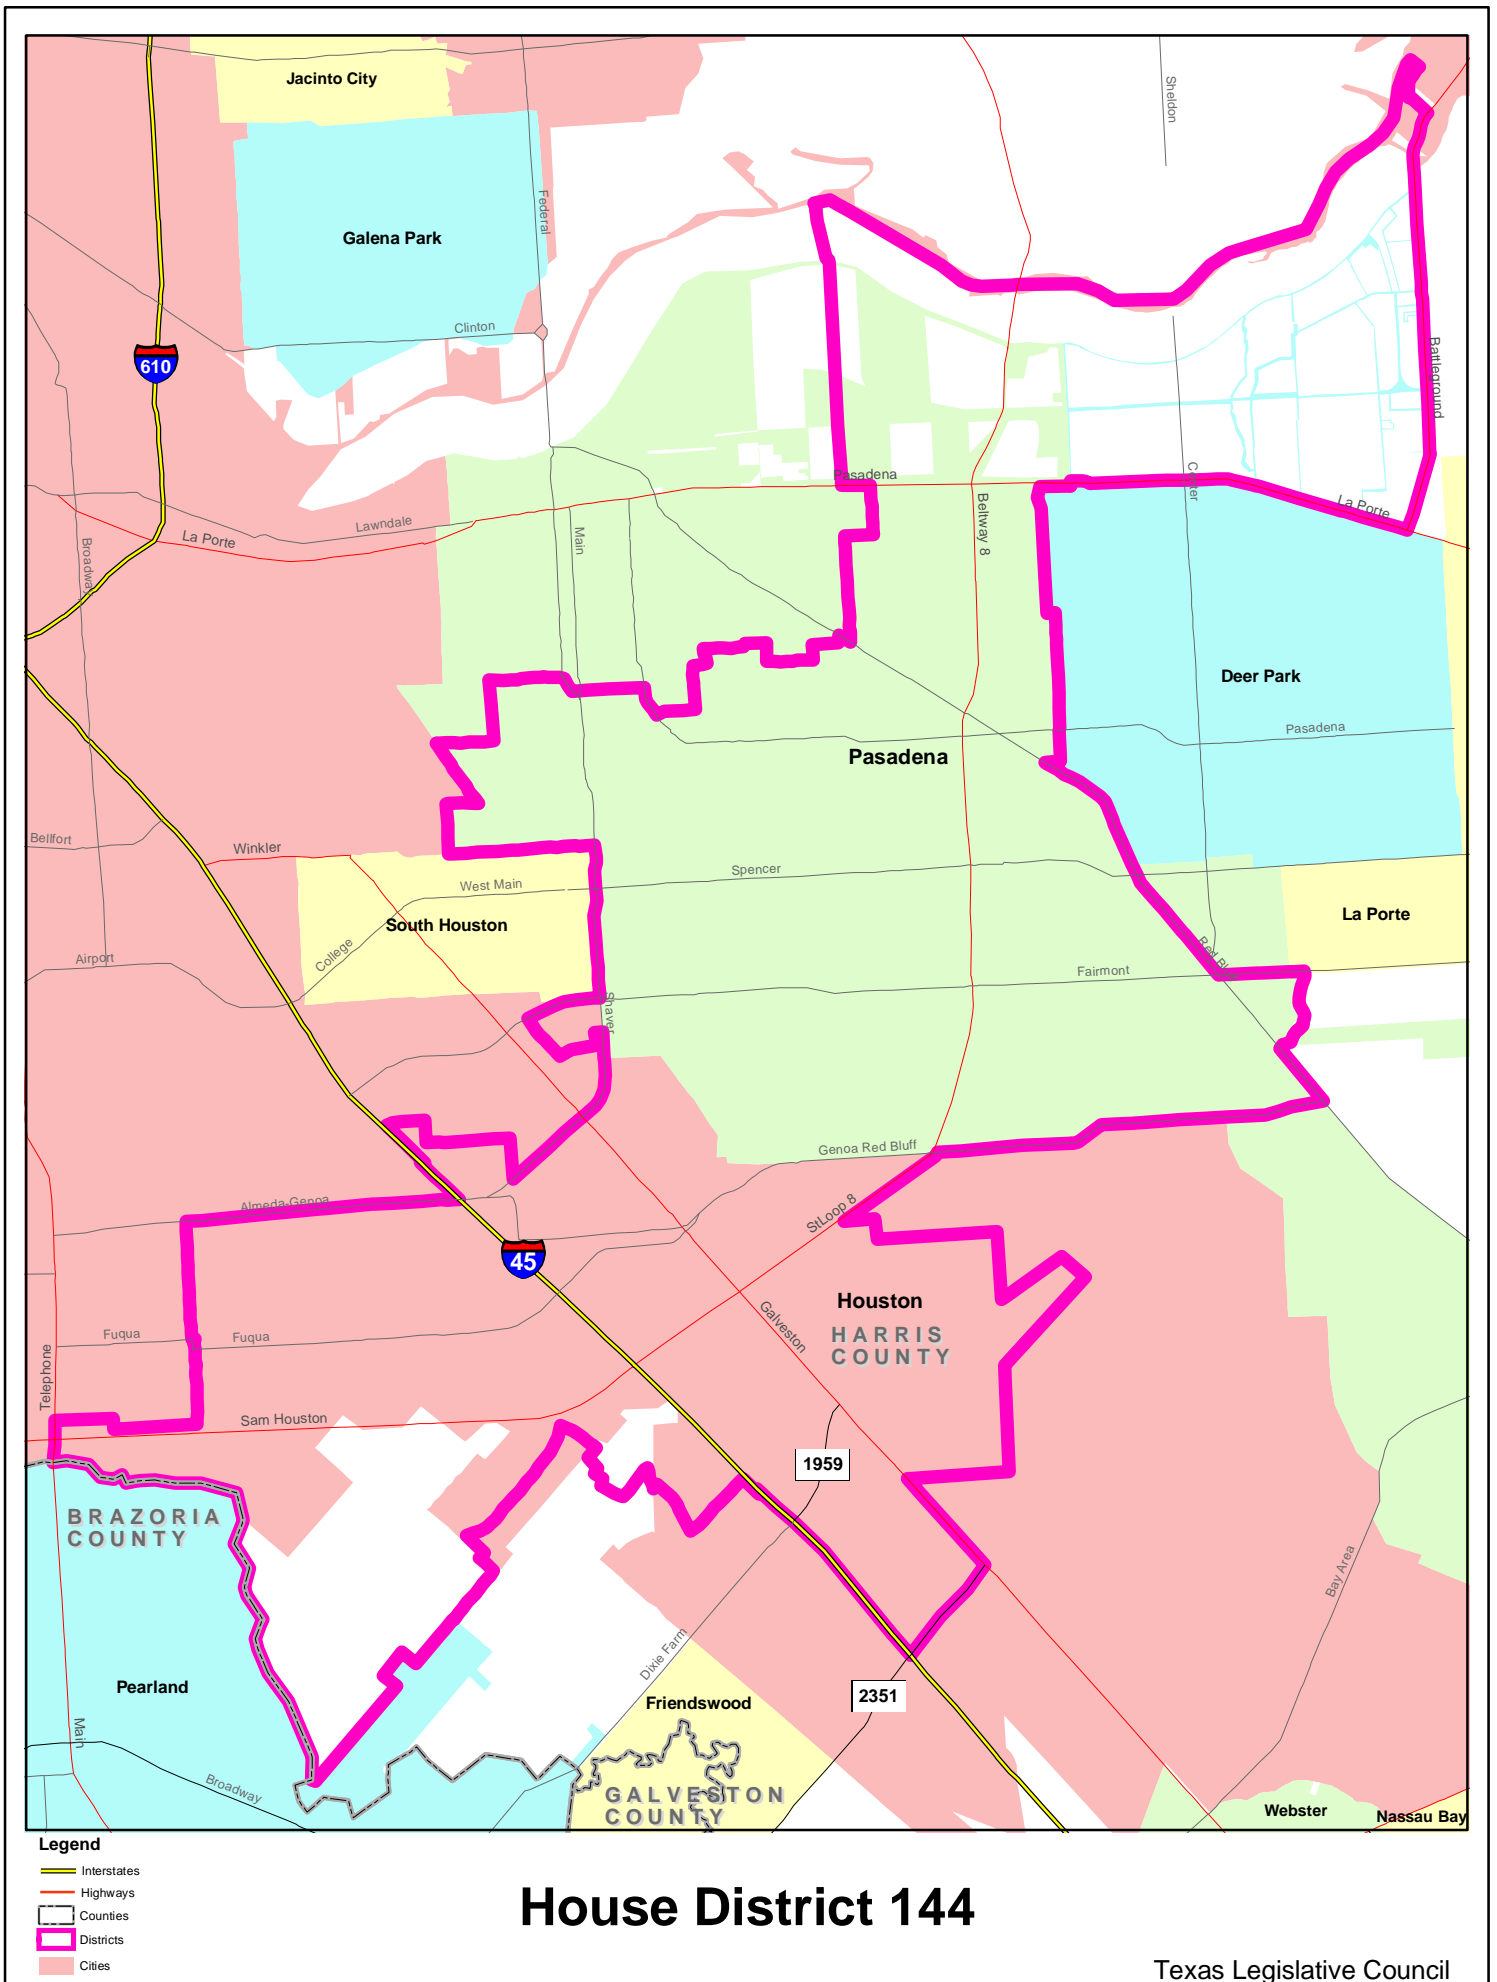 Jacinto City
Sheldon
Federal
Galena Park
Clinton
610
Battleground
Pasadena
Center
La Porte
Lawndale
La Porte
Main
Beltway 8
Broadway
Deer Park
Pasadena
Pasadena
Bellfort
Winkler
Spencer
West Main
South Houston
La Porte
College
Airport
Red Bluff
Fairmont
Shaver
Genoa Red Bluff
Almeda-Genoa
StLoop 8
45
Houston
HARRIS
COUNTY
Galveston
Fuqua
Fuqua
Telephone
Sam Houston
1959
BRAZORIA
COUNTY
Bay Area
Dixie Farm
Pearland
2351
Friendswood
Main
Broadway
GALVESTON
COUNTY
Webster
Nassau Bay
Legend
Interstates
Highways
Counties
Districts
Cities
House District 144
Texas Legislative Council